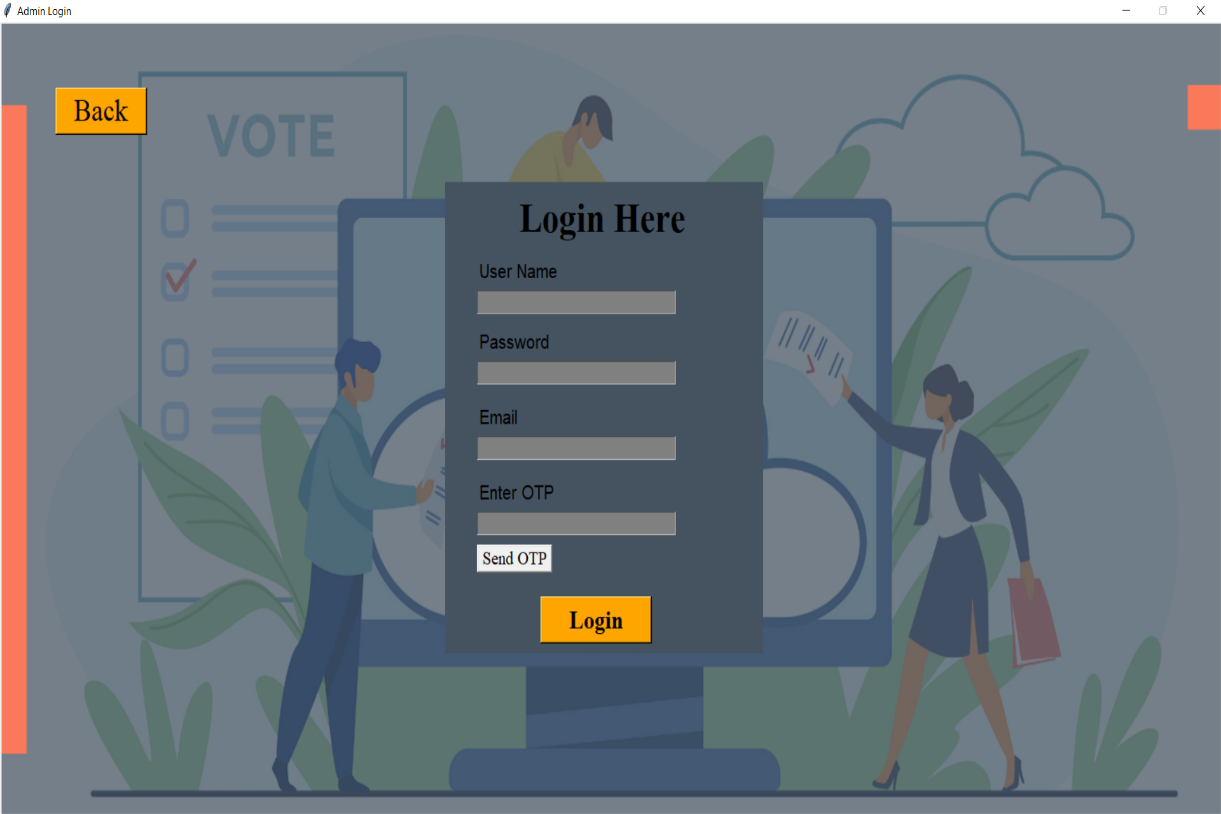 Admin Login
Back
VOTE
Login Here
User Name
Password
Email
Enter OTP
Send OTP
Login